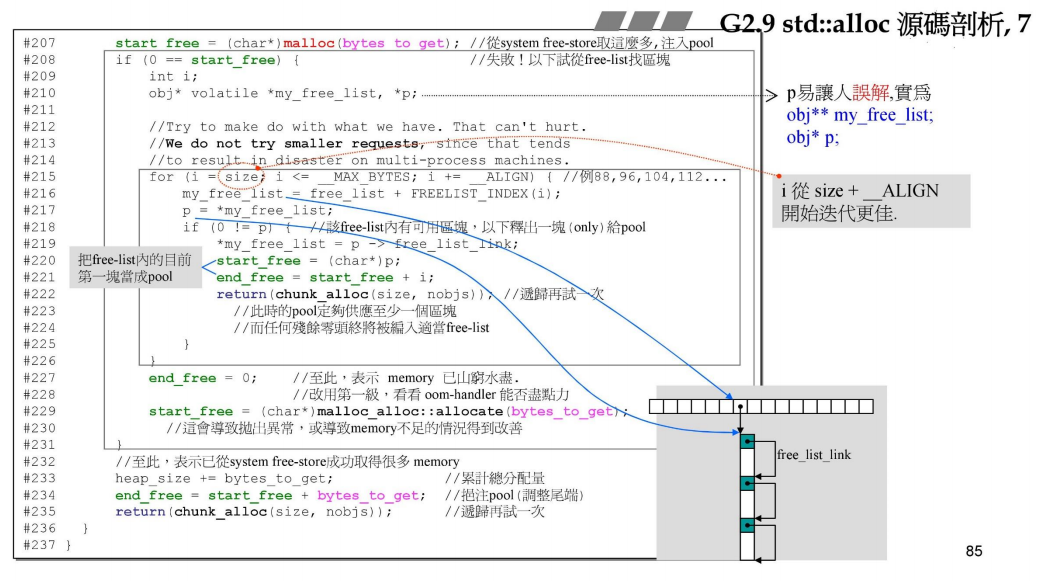 G2.9 std::alloc 源碼剖析, 7
#207 start_free = (char*)malloc(bytes_to_get); //從system free-store取這麼多,注入pool
#208 if (0 == start_free) { //失敗！以下試從free-list找區塊
#209 int i;
#210 obj* volatile *my_free_list, *p;
#211
#212 //Try to make do with what we have. That can't hurt.
#213 //We do not try smaller requests, since that tends
#214 //to result in disaster on multi-process machines.
#215 for (i = size; i <= __MAX_BYTES; i += __ALIGN) { //例88,96,104,112...
#216 my_free_list = free_list + FREELIST_INDEX(i);
#217 p = *my_free_list;
#218 if (0 != p) { //該free-list內有可用區塊，以下釋出一塊(only)給pool
#219 *my_free_list = p -> free_list_link;
#220 start_free = (char*)p;
#221 end_free = start_free + i;
#222 return(chunk_alloc(size, nobjs)); //遞歸再試一次
#223 //此時的pool定夠供應至少一個區塊
#224 //而任何殘餘零頭終將被編入適當free-list
#225 }
#226 }
#227 end_free = 0; //至此，表示 memory 已山窮水盡.
#228 //改用第一級，看看 oom-handler 能否盡點力
#229 start_free = (char*)malloc_alloc::allocate(bytes_to_get);
#230 //這會導致拋出異常，或導致memory不足的情況得到改善
#231 }
#232 //至此，表示已從system free-store成功取得很多 memory
#233 heap_size += bytes_to_get; //累計總分配量
#234 end_free = start_free + bytes_to_get; //挹注pool(調整尾端)
#235 return(chunk_alloc(size, nobjs)); //遞歸再試一次
#236 }
#237 }
把free-list內的目前
第一塊當成pool
p易讓人誤解,實爲
obj** my_free_list;
obj* p;
i 從 size + __ALIGN
開始迭代更佳.
free_list_link
85